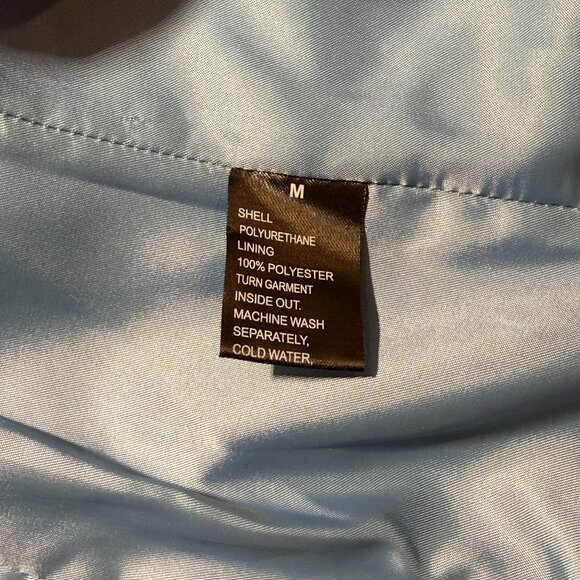 M
SHELL
POLYURETHANE
LINING
100% POLYESTER
TURN GARMENT
INSIDE OUT.
MACHINE WASH
SEPARATELY,
COLD WATER,